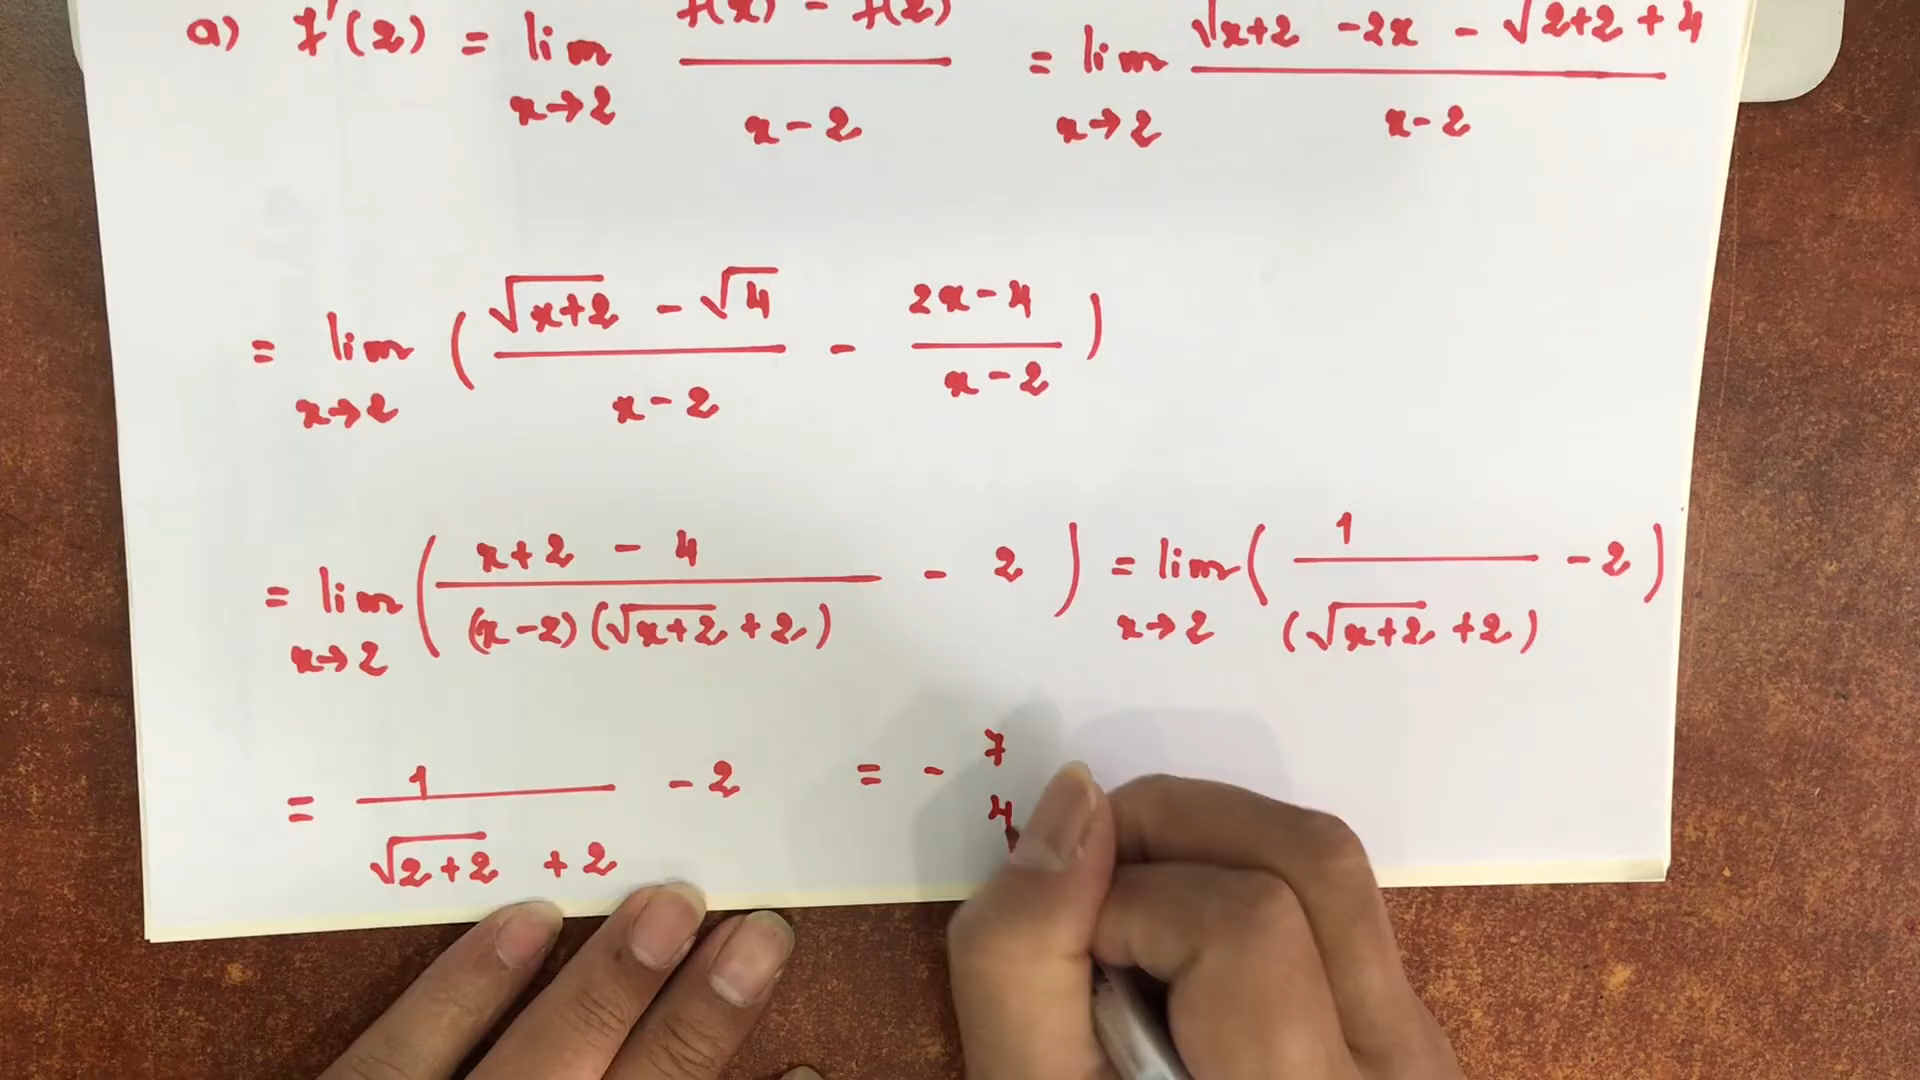 a) f'(2) = lim x→2 f(x) - f(2) / x - 2 = lim x→2 √x+2 - 2x - √2+2 + 4 / x - 2
= lim x→2 ( √x+2 - √4 / x - 2 - 2x - 4 / x - 2 )
= lim x→2 ( x+2 - 4 / (x - 2) (√x+2 + 2) - 2 ) = lim x→2 ( 1 / (√x+2 + 2) - 2 )
= 1 / √2+2 + 2 - 2 = - 7 4